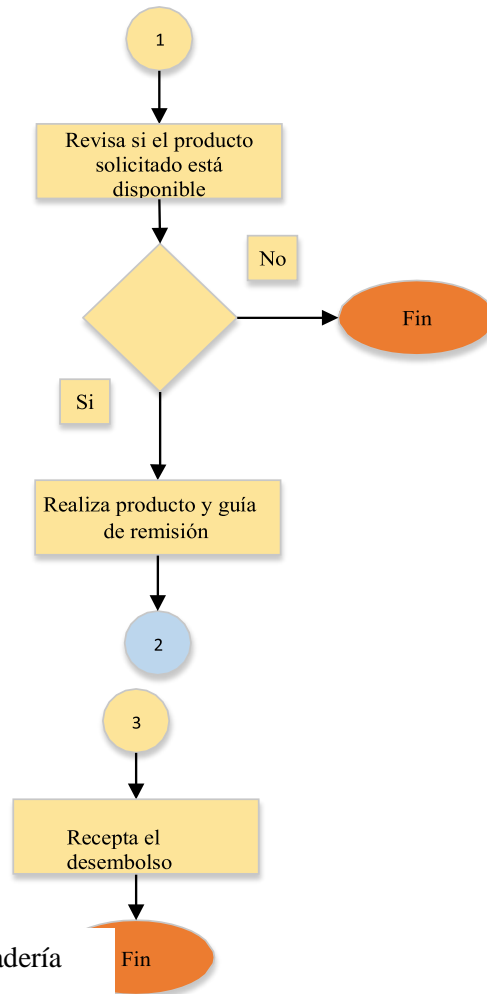 1
Revisa si el producto
solicitado está
disponible
No
Fin
Si
Realiza producto y guía
de remisión
2
3
Recepta el
desembolso
Fin